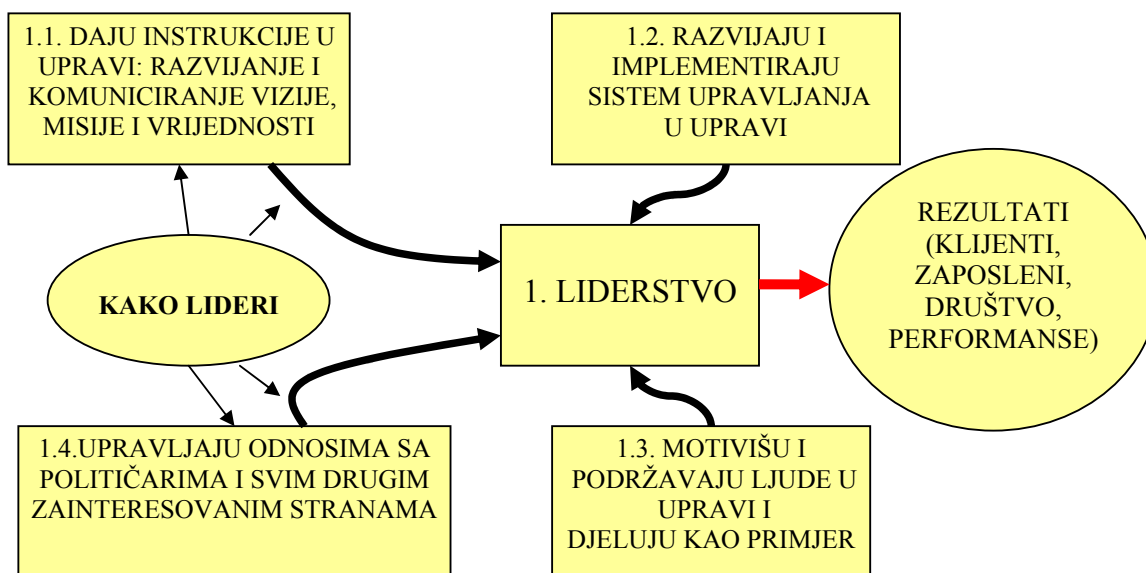 1.1. DAJU INSTRUKCIJE U
UPRAVI: RAZVIJANJE I
KOMUNICIRANJE VIZIJE,
MISIJE I VRIJEDNOSTI
1.2. RAZVIJAJU I
IMPLEMENTIRAJU
SISTEM UPRAVLJANJA
U UPRAVI
KAKO LIDERI
1. LIDERSTVO
REZULTATI
(KLIJENTI,
ZAPOSLENI,
DRUŠTVO,
PERFORMANSE)
1.4.UPRAVLJAJU ODNOSIMA SA
POLITIČARIMA I SVIM DRUGIM
ZAINTERESOVANIM STRANAMA
1.3. MOTIVIŠU I
PODRŽAVAJU LJUDE U
UPRAVI I
DJELUJU KAO PRIMJER